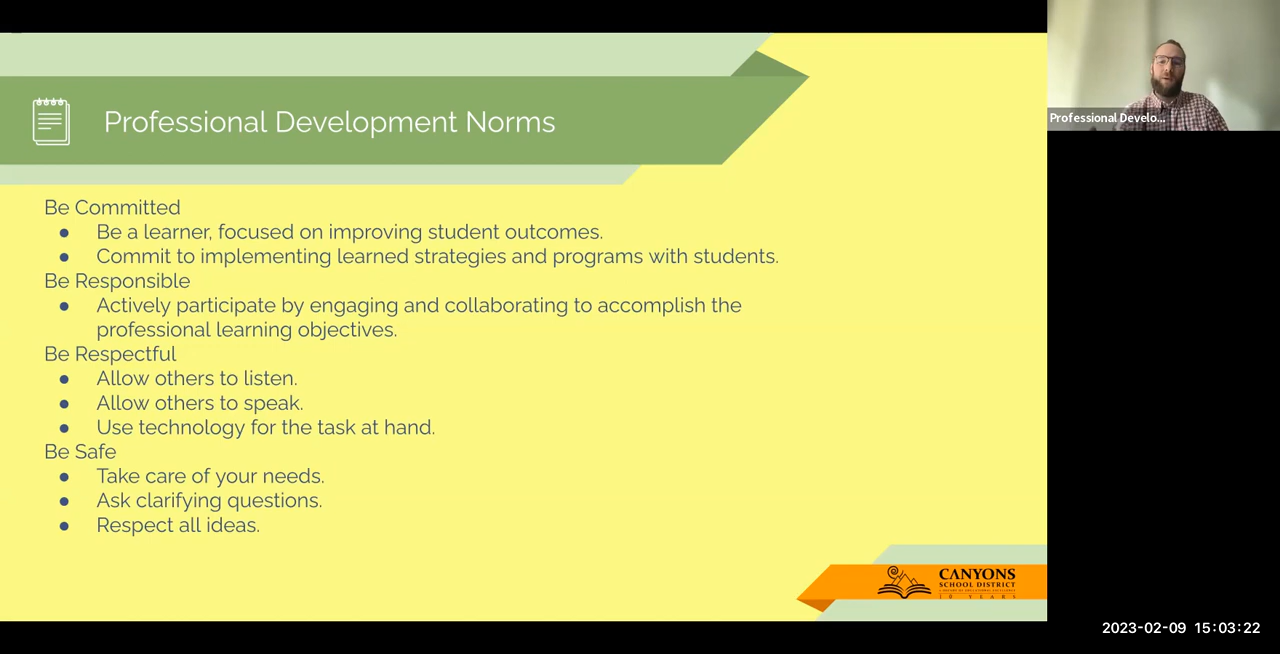 Professional Development Norms
Be Committed
● Be a learner, focused on improving student outcomes.
● Commit to implementing learned strategies and programs with students.
Be Responsible
● Actively participate by engaging and collaborating to accomplish the
professional learning objectives.
Be Respectful
● Allow others to listen.
● Allow others to speak.
● Use technology for the task at hand.
Be Safe
● Take care of your needs.
● Ask clarifying questions.
● Respect all ideas.
CANYONS
SCHOOL DISTRICT
10 YEARS
Professional Develo...
2023-02-09 15:03:22